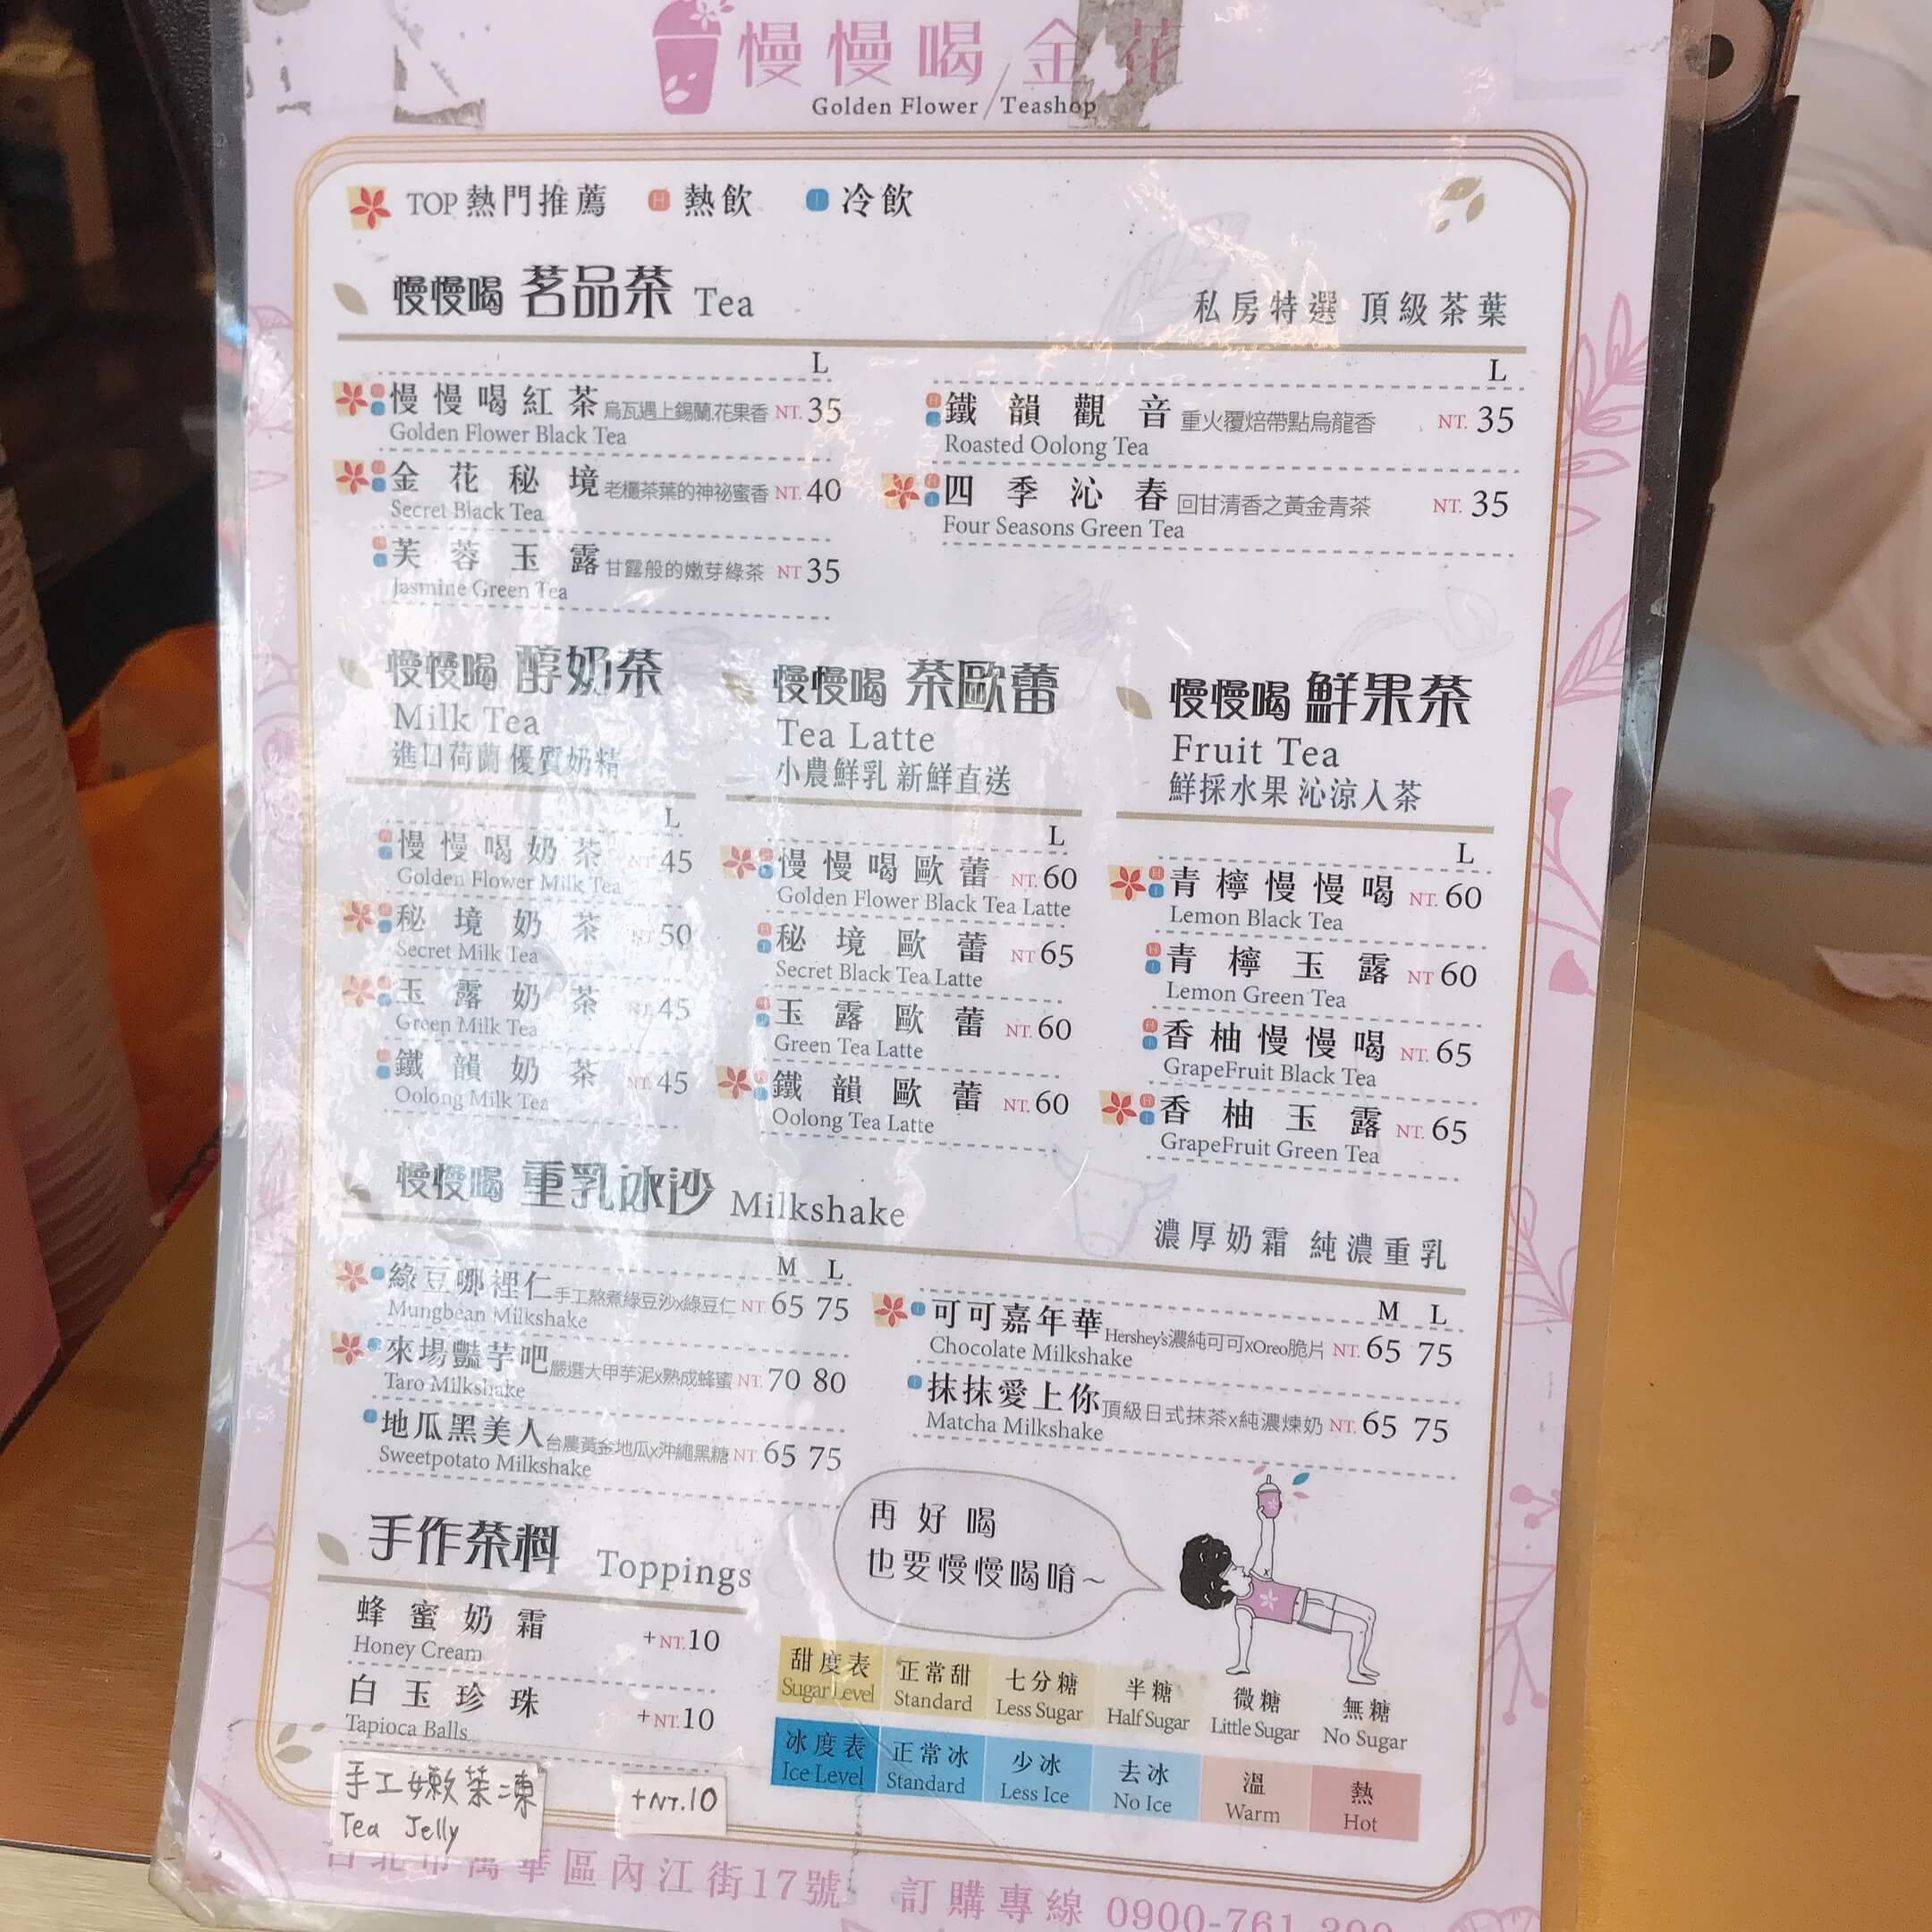 慢慢喝 金花
Golden Flower / Teashop
TOP 熱門推薦 H 熱飲 I 冷飲
慢慢喝 茗品茶 Tea
私房特選 頂級茶葉
L
慢慢喝紅茶 烏瓦遇上錫蘭,花果香 NT. 35
Golden Flower Black Tea
金花秘境 老欉茶葉的神祕蜜香 NT. 40
Secret Black Tea
芙蓉玉露 甘露般的嫩芽綠茶 NT 35
Jasmine Green Tea
L
鐵韻觀音 重火覆焙帶點烏龍香 NT. 35
Roasted Oolong Tea
四季沁春 回甘清香之黃金青茶 NT. 35
Four Seasons Green Tea
慢慢喝 醇奶茶
Milk Tea
進口荷蘭 優質奶精
L
慢慢喝奶茶 NT 45
Golden Flower Milk Tea
秘境奶茶 NT 50
Secret Milk Tea
玉露奶茶 NT. 45
Green Milk Tea
鐵韻奶茶 NT. 45
Oolong Milk Tea
慢慢喝 茶歐蕾
Tea Latte
小農鮮乳 新鮮直送
L
慢慢喝歐蕾 NT. 60
Golden Flower Black Tea Latte
秘境歐蕾 NT 65
Secret Black Tea Latte
玉露歐蕾 NT. 60
Green Tea Latte
鐵韻歐蕾 NT. 60
Oolong Tea Latte
慢慢喝 鮮果茶
Fruit Tea
鮮採水果 沁涼人茶
L
青檸慢慢喝 NT. 60
Lemon Black Tea
青檸玉露 NT 60
Lemon Green Tea
香柚慢慢喝 NT. 65
GrapeFruit Black Tea
香柚玉露 NT. 65
GrapeFruit Green Tea
慢慢喝 重乳冰沙 Milkshake
濃厚奶霜 純濃重乳
M L
綠豆哪裡仁 手工熬煮綠豆沙x綠豆仁 NT. 65 75
Mungbean Milkshake
來場豔芋吧 嚴選大甲芋泥x熟成蜂蜜 NT. 70 80
Taro Milkshake
地瓜黑美人 台農黃金地瓜x沖繩黑糖 NT. 65 75
Sweetpotato Milkshake
M L
可可嘉年華 Hershey's濃純可可xOreo脆片 NT. 65 75
Chocolate Milkshake
抹抹愛上你 頂級日式抹茶x純濃煉奶 NT. 65 75
Matcha Milkshake
手作茶料 Toppings
蜂蜜奶霜 +NT.10
Honey Cream
白玉珍珠 +NT.10
Tapioca Balls
手工嫩茶凍 +NT.10
Tea Jelly
再好喝
也要慢慢喝唷~
甜度表 正常甜 七分糖 半糖 微糖 無糖
Sugar Level Standard Less Sugar Half Sugar Little Sugar No Sugar
冰度表 正常冰 少冰 去冰 溫 熱
Ice Level Standard Less Ice No Ice Warm Hot
台北市萬華區內江街17號 訂購專線 0900-761-